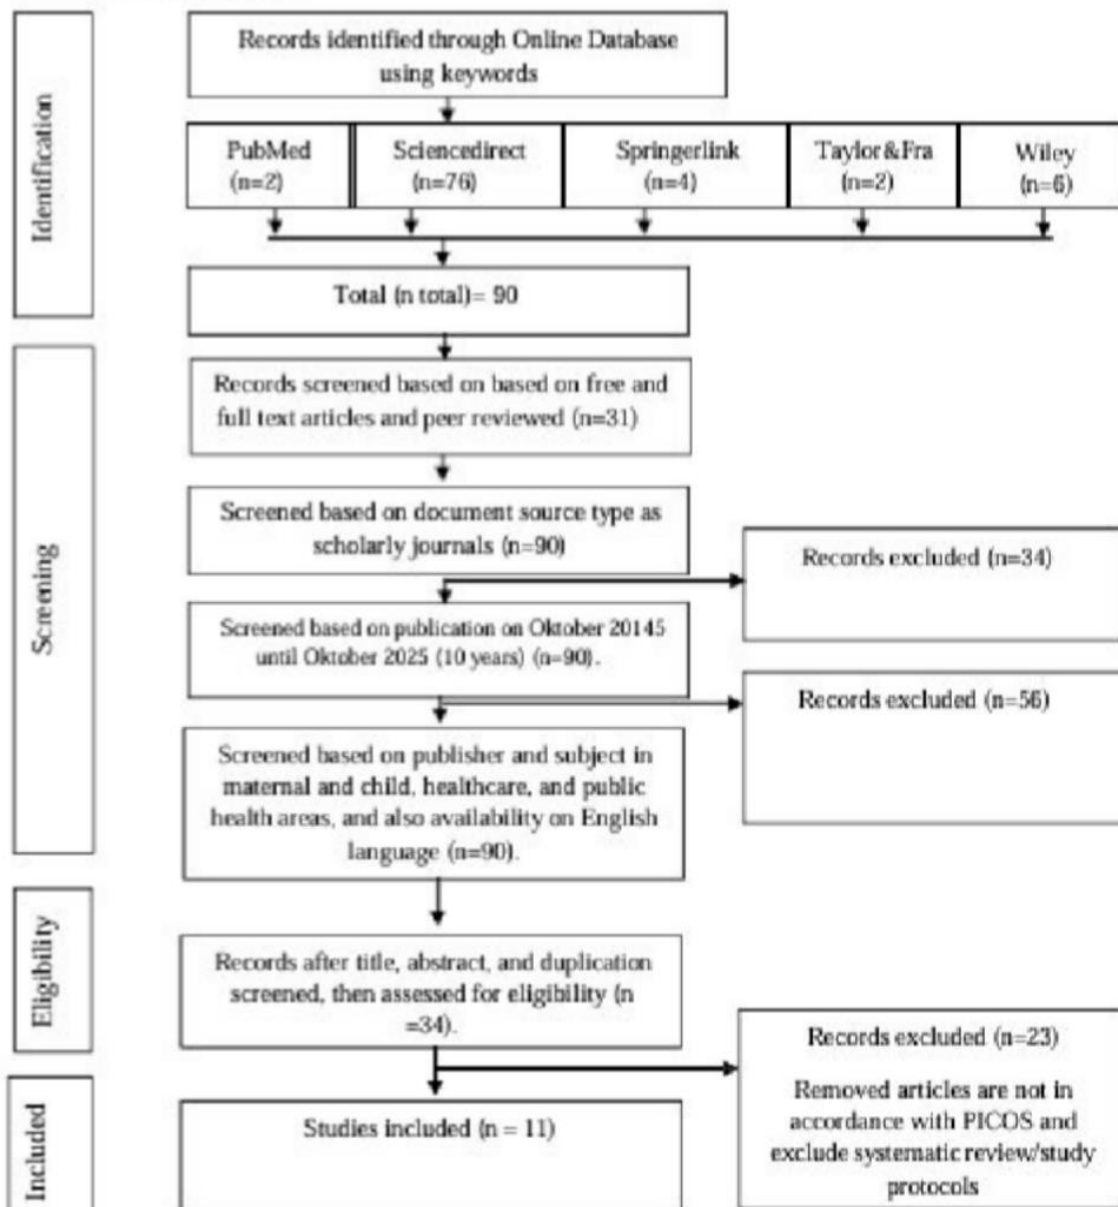 Identification
Records identified through Online Database
using keywords
PubMed
(n=2)
Sciencedirect
(n=76)
Springerlink
(n=4)
Taylor&Fra
(n=2)
Wiley
(n=6)
Total (n total)= 90
Screening
Records screened based on based on free and
full text articles and peer reviewed (n=31)
Screened based on document source type as
scholarly journals (n=90)
Records excluded (n=34)
Screened based on publication on Oktober 20145
until Oktober 2025 (10 years) (n=90).
Records excluded (n=56)
Screened based on publisher and subject in
maternal and child, healthcare, and public
health areas, and also availability on English
language (n=90).
Eligibility
Records after title, abstract, and duplication
screened, then assessed for eligibility (n
=34).
Records excluded (n=23)
Removed articles are not in
accordance with PICOS and
exclude systematic review/study
protocols
Included
Studies included (n = 11)